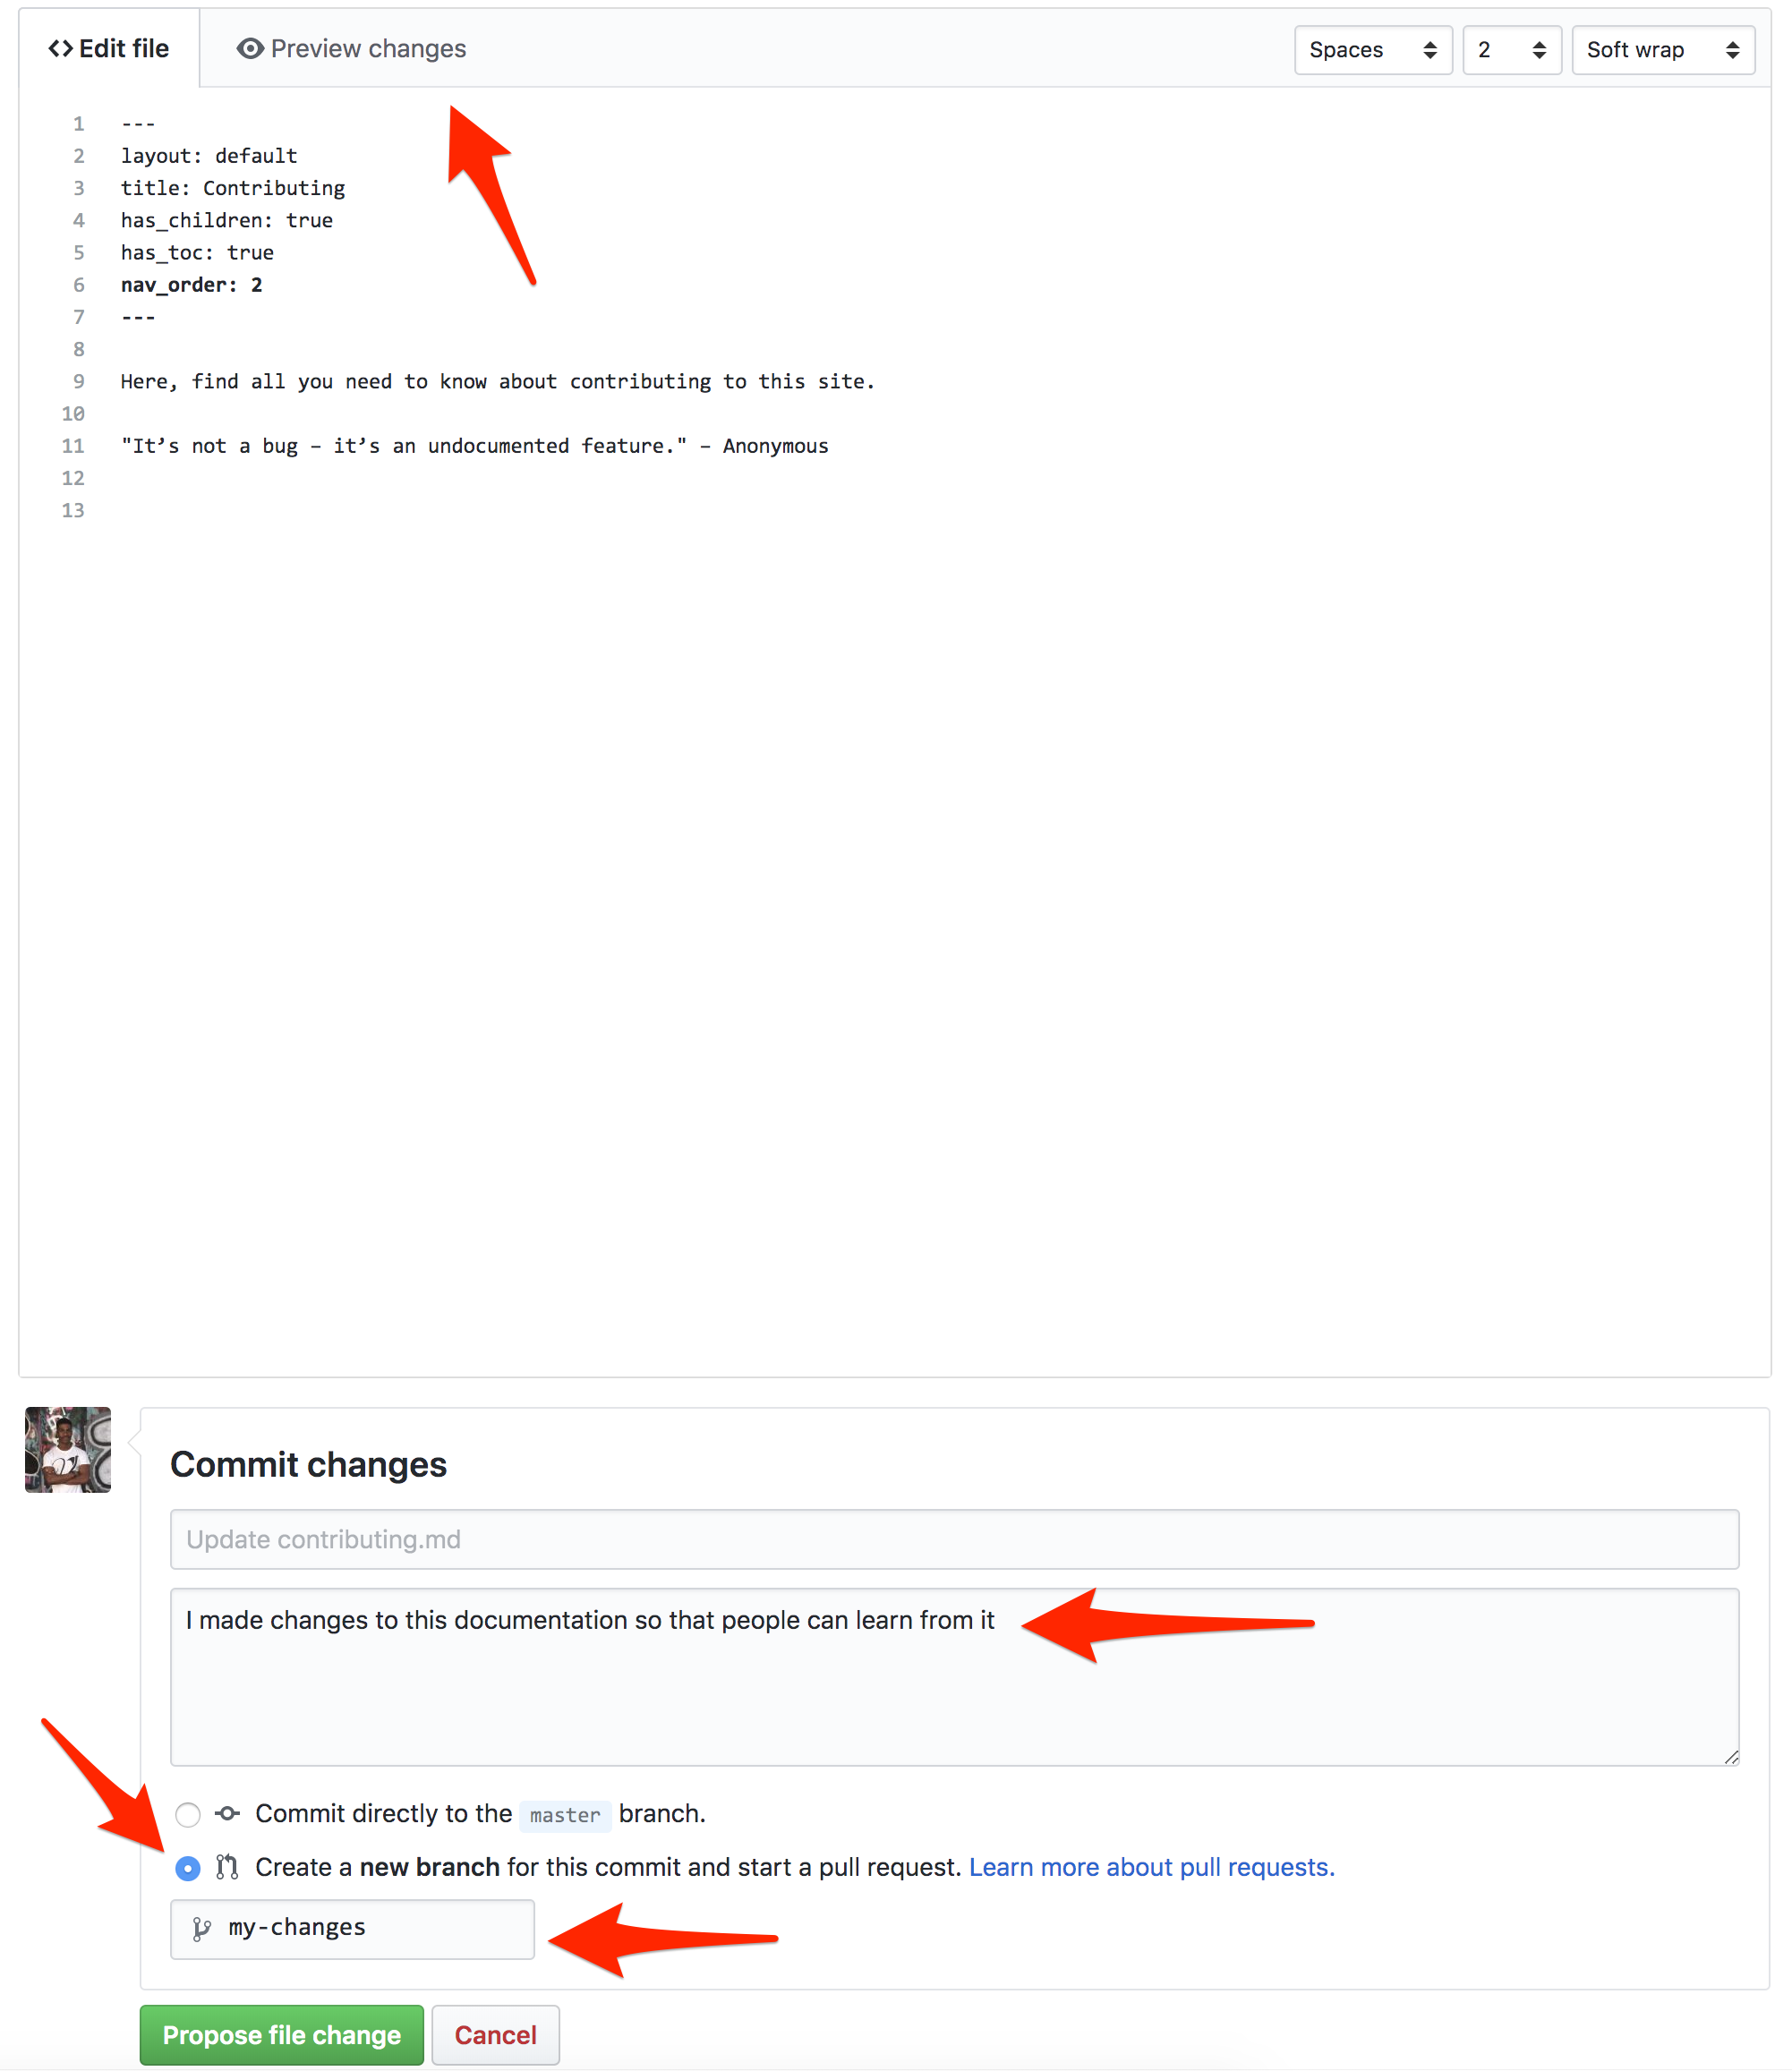 <> Edit file
Preview changes
Spaces
2
Soft wrap
1 ---
2 layout: default
3 title: Contributing
4 has_children: true
5 has_toc: true
6 nav_order: 2
7 ---
8
9 Here, find all you need to know about contributing to this site.
10
11 "It’s not a bug – it’s an undocumented feature." – Anonymous
12
13
Commit changes
Update contributing.md
I made changes to this documentation so that people can learn from it
Commit directly to the master branch.
Create a new branch for this commit and start a pull request. Learn more about pull requests.
my-changes
Propose file change
Cancel